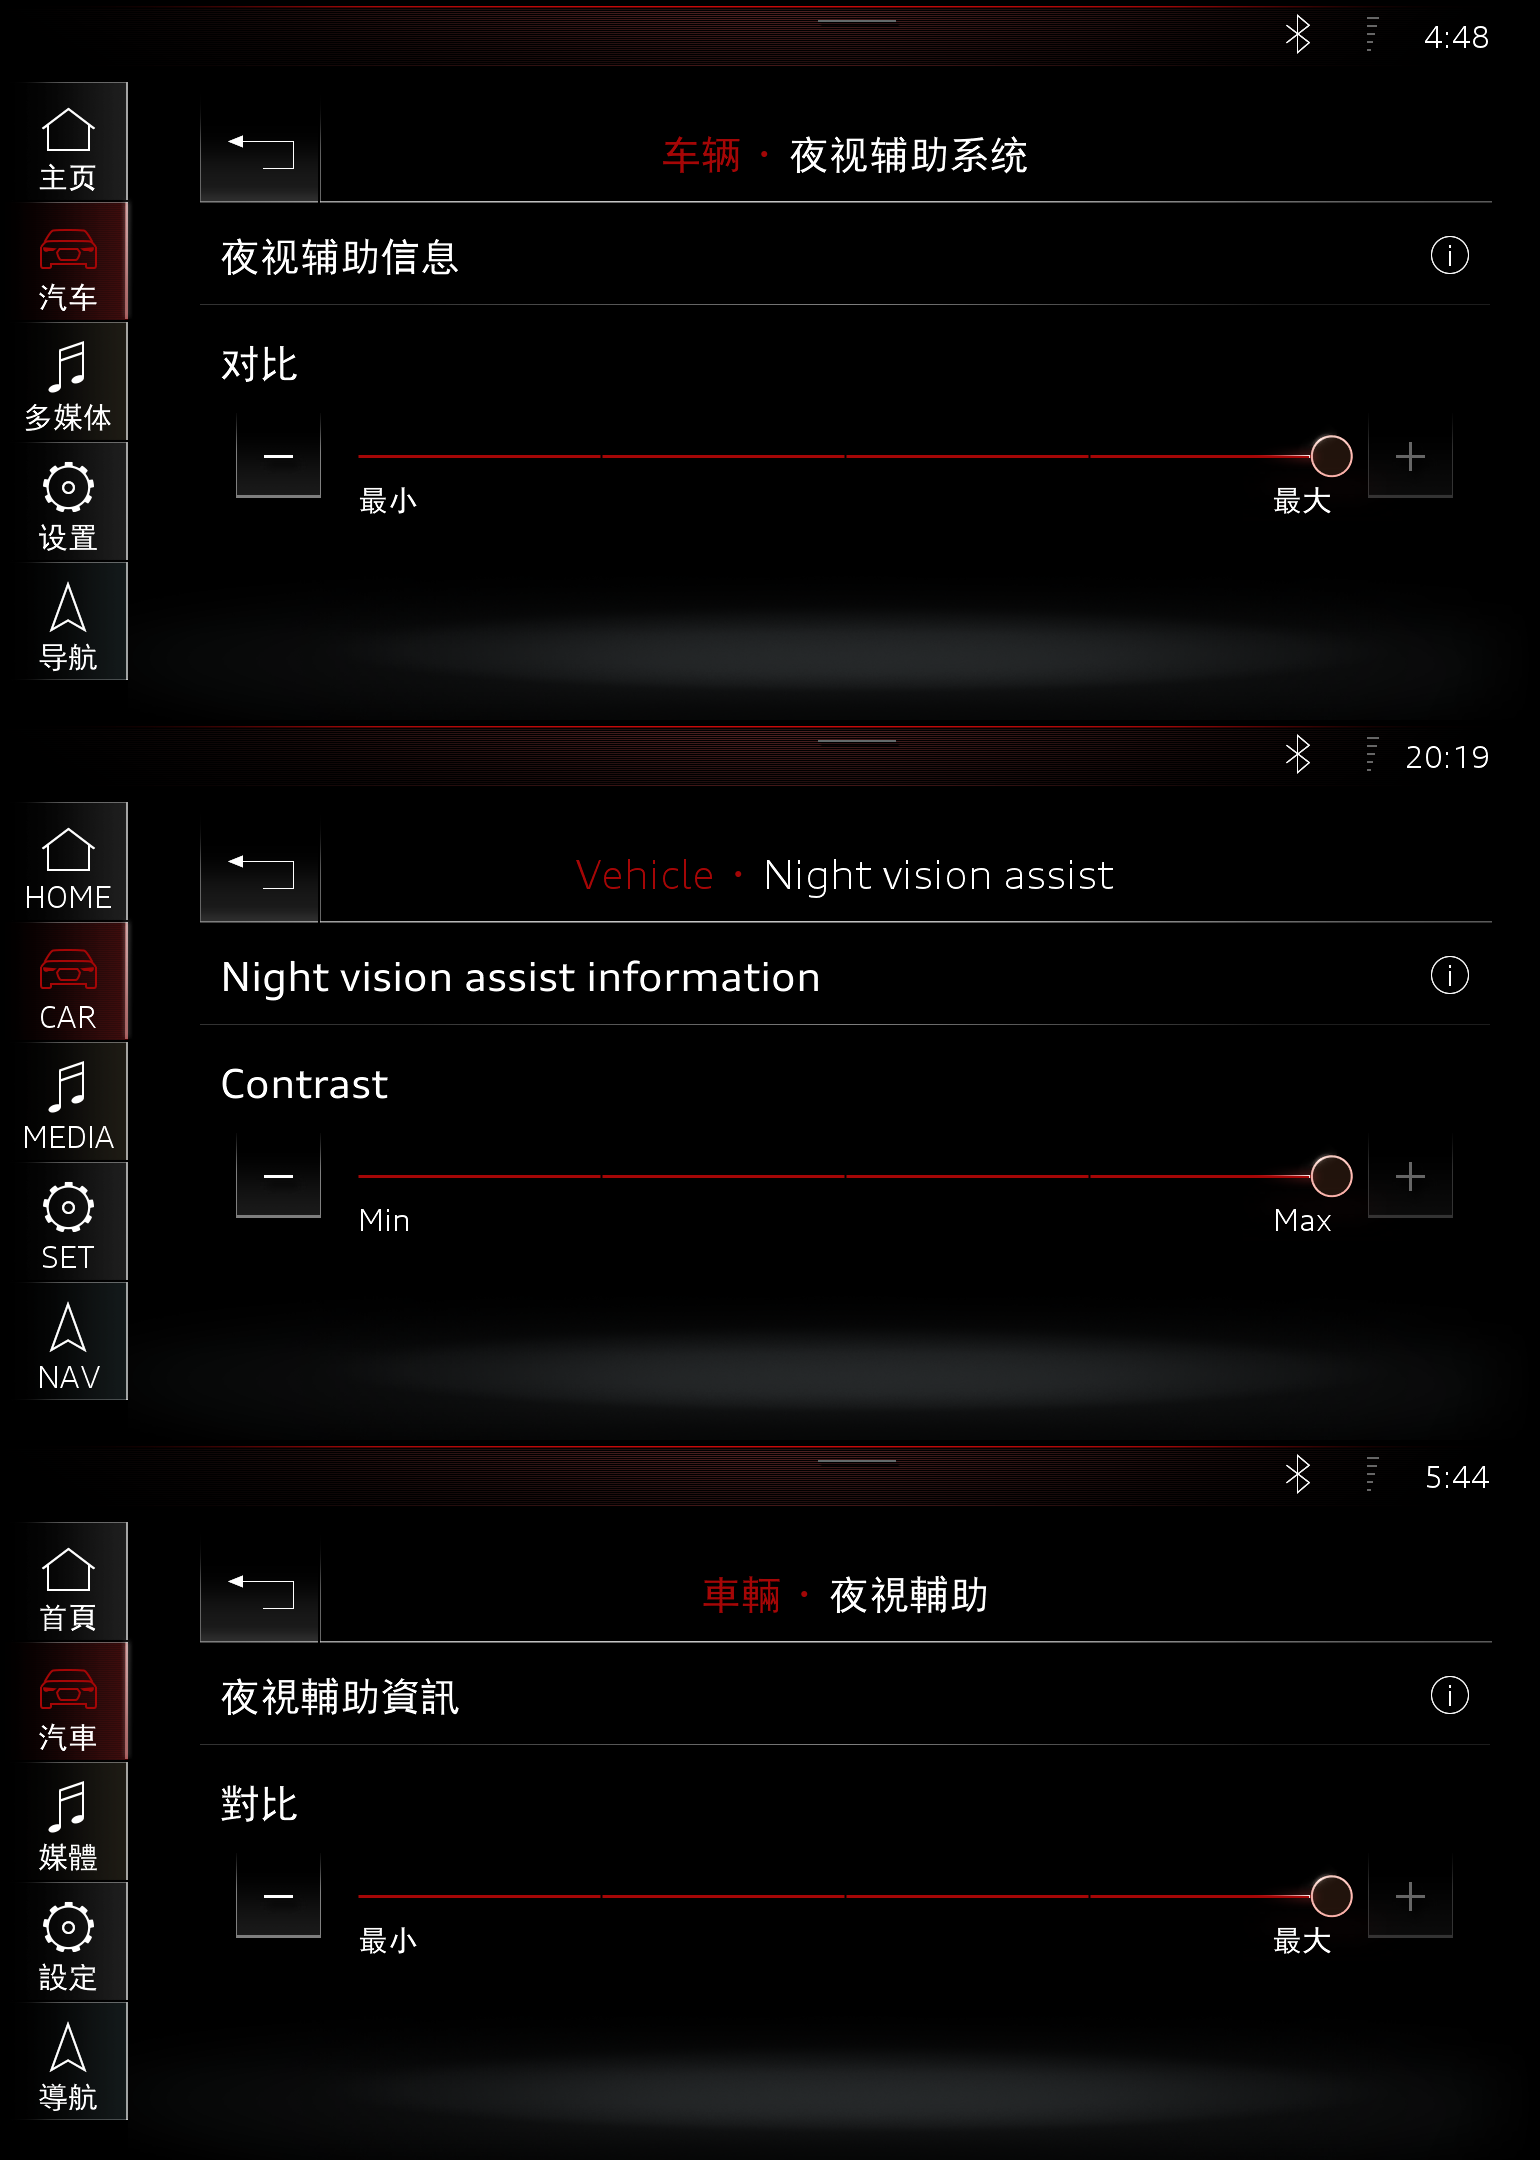 4:48
主页
车辆 · 夜视辅助系统
汽车
夜视辅助信息
多媒体
对比
设置
最小
最大
导航
20:19
HOME
Vehicle · Night vision assist
CAR
Night vision assist information
MEDIA
Contrast
SET
Min
Max
NAV
5:44
首頁
車輛 · 夜視輔助
汽車
夜視輔助資訊
媒體
對比
設定
最小
最大
導航